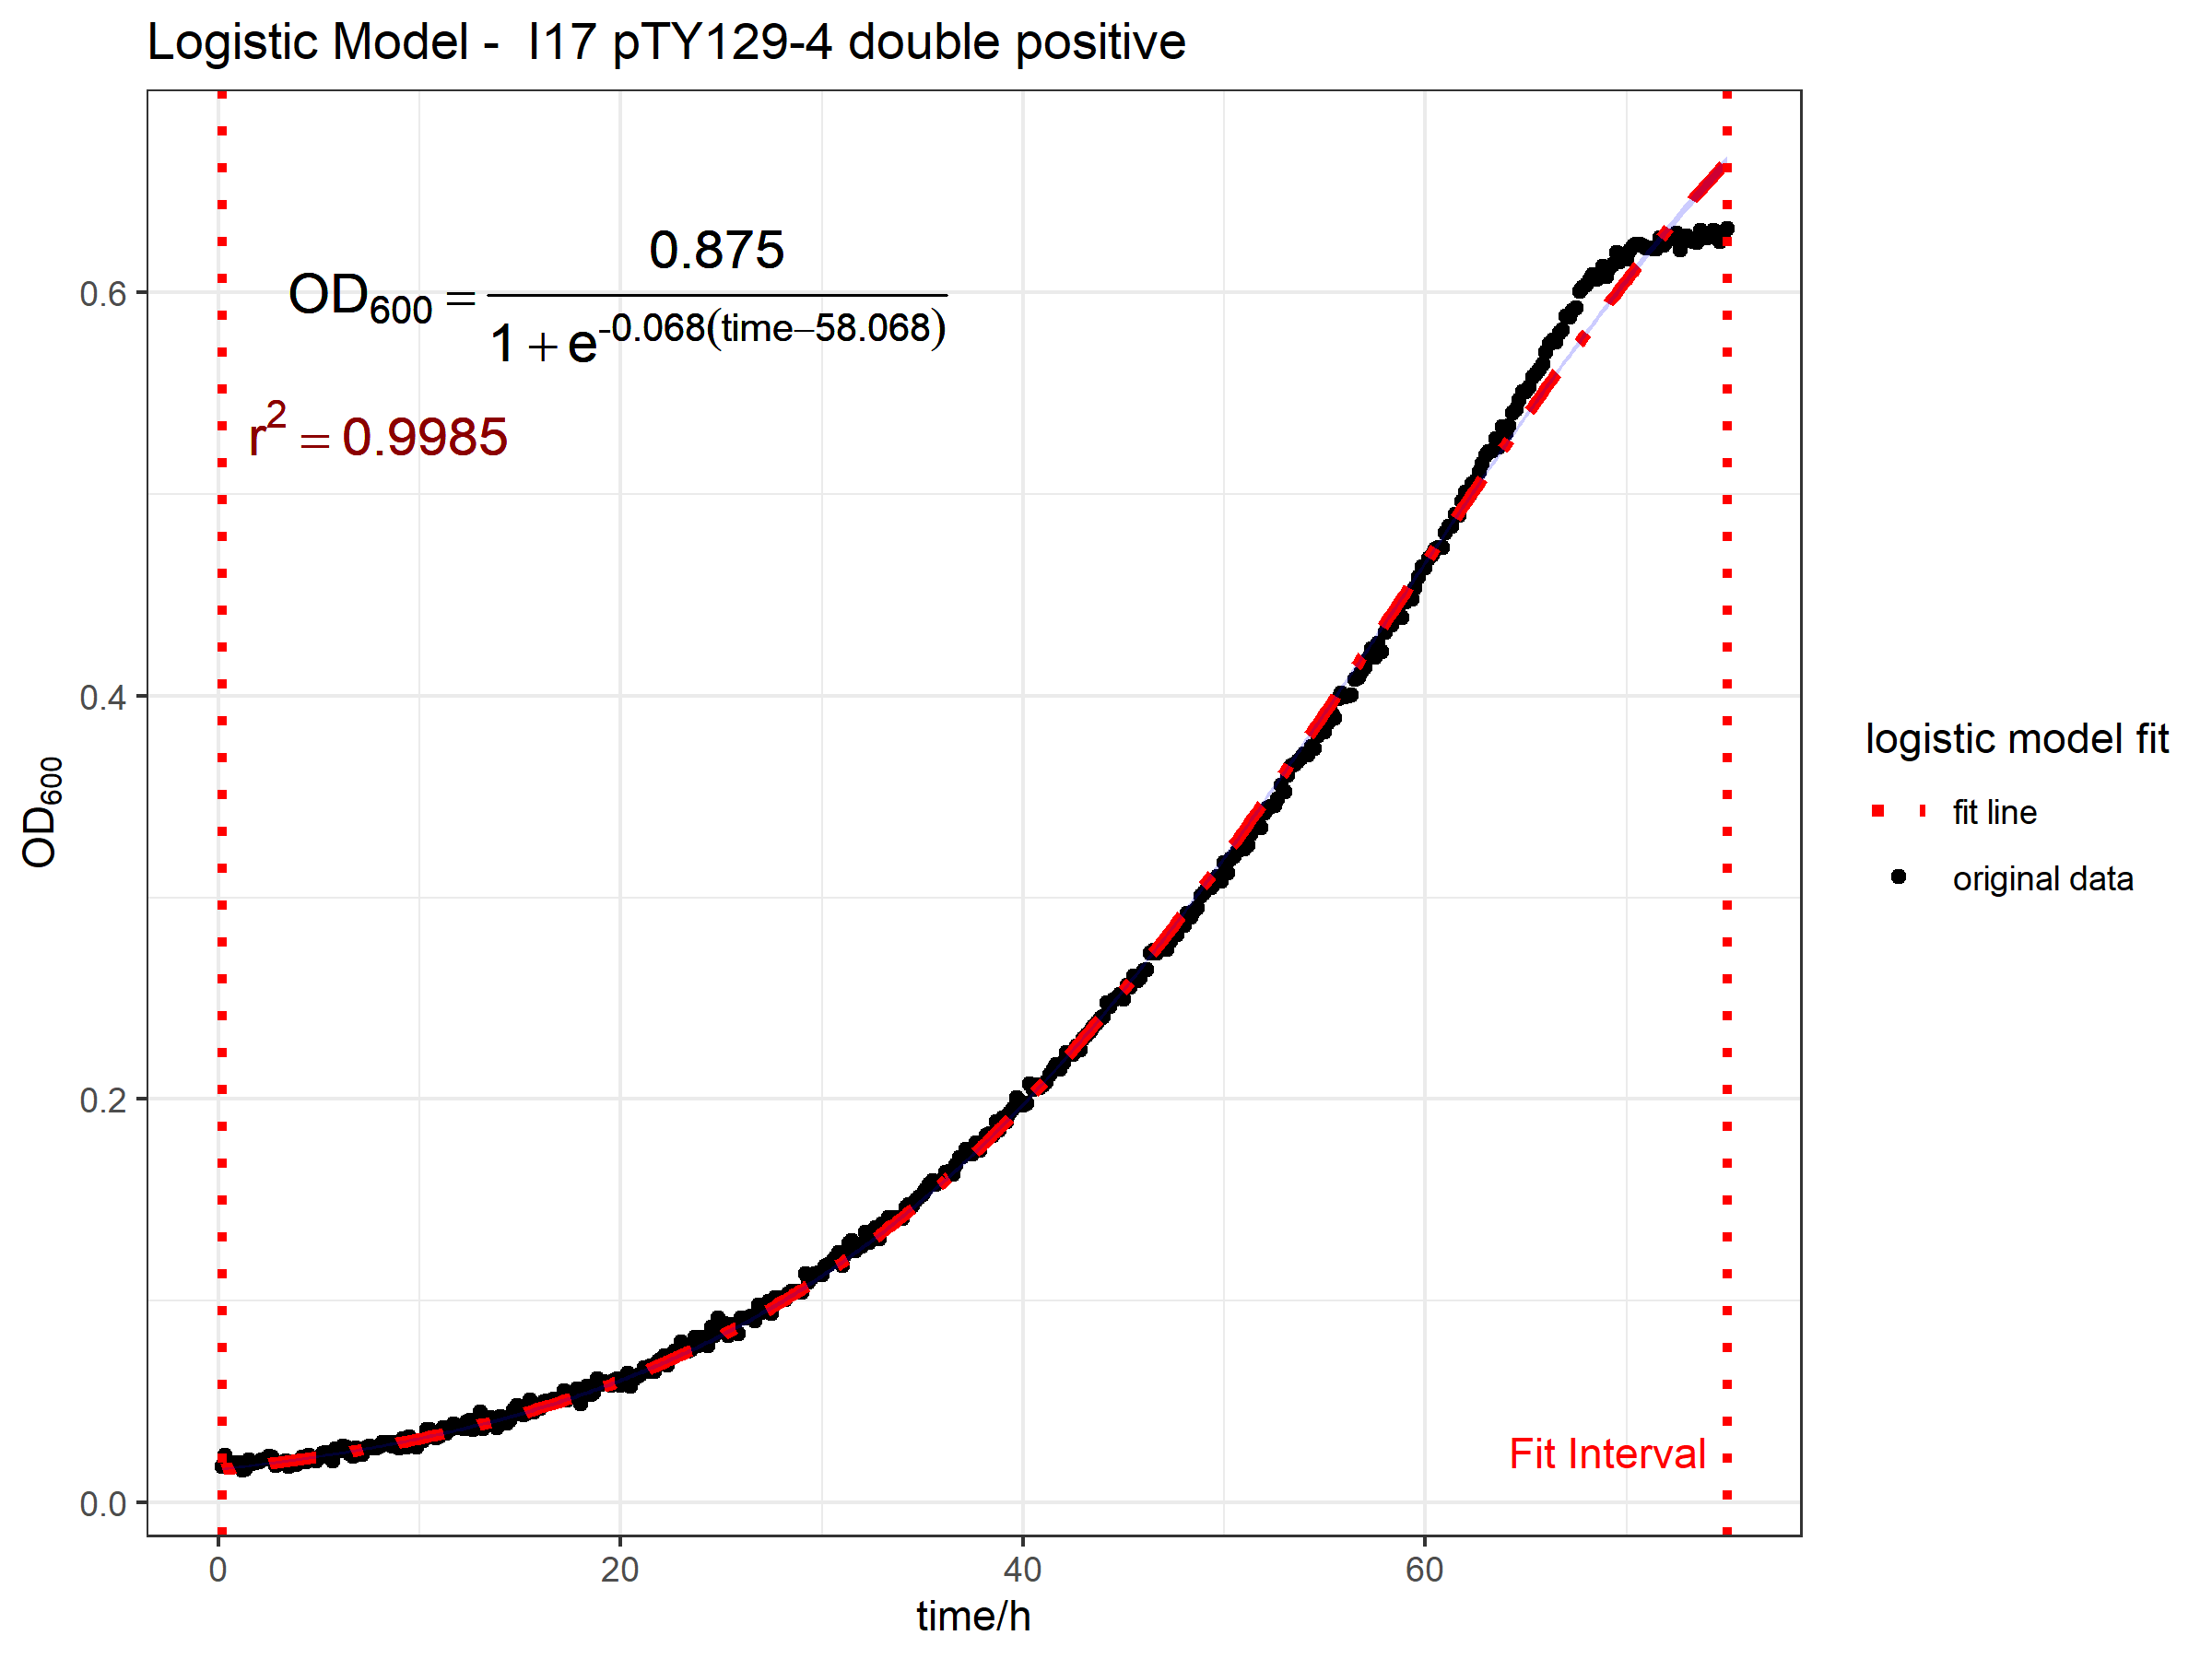 Logistic Model -  I17 pTY129-4 double positive
OD600 = 0.875 / 1+e^-0.068(time−58.068)
r^2 = 0.9985
0.6
0.4
0.2
0.0
OD600
0 20 40 60
time/h
Fit Interval
logistic model fit
fit line
original data